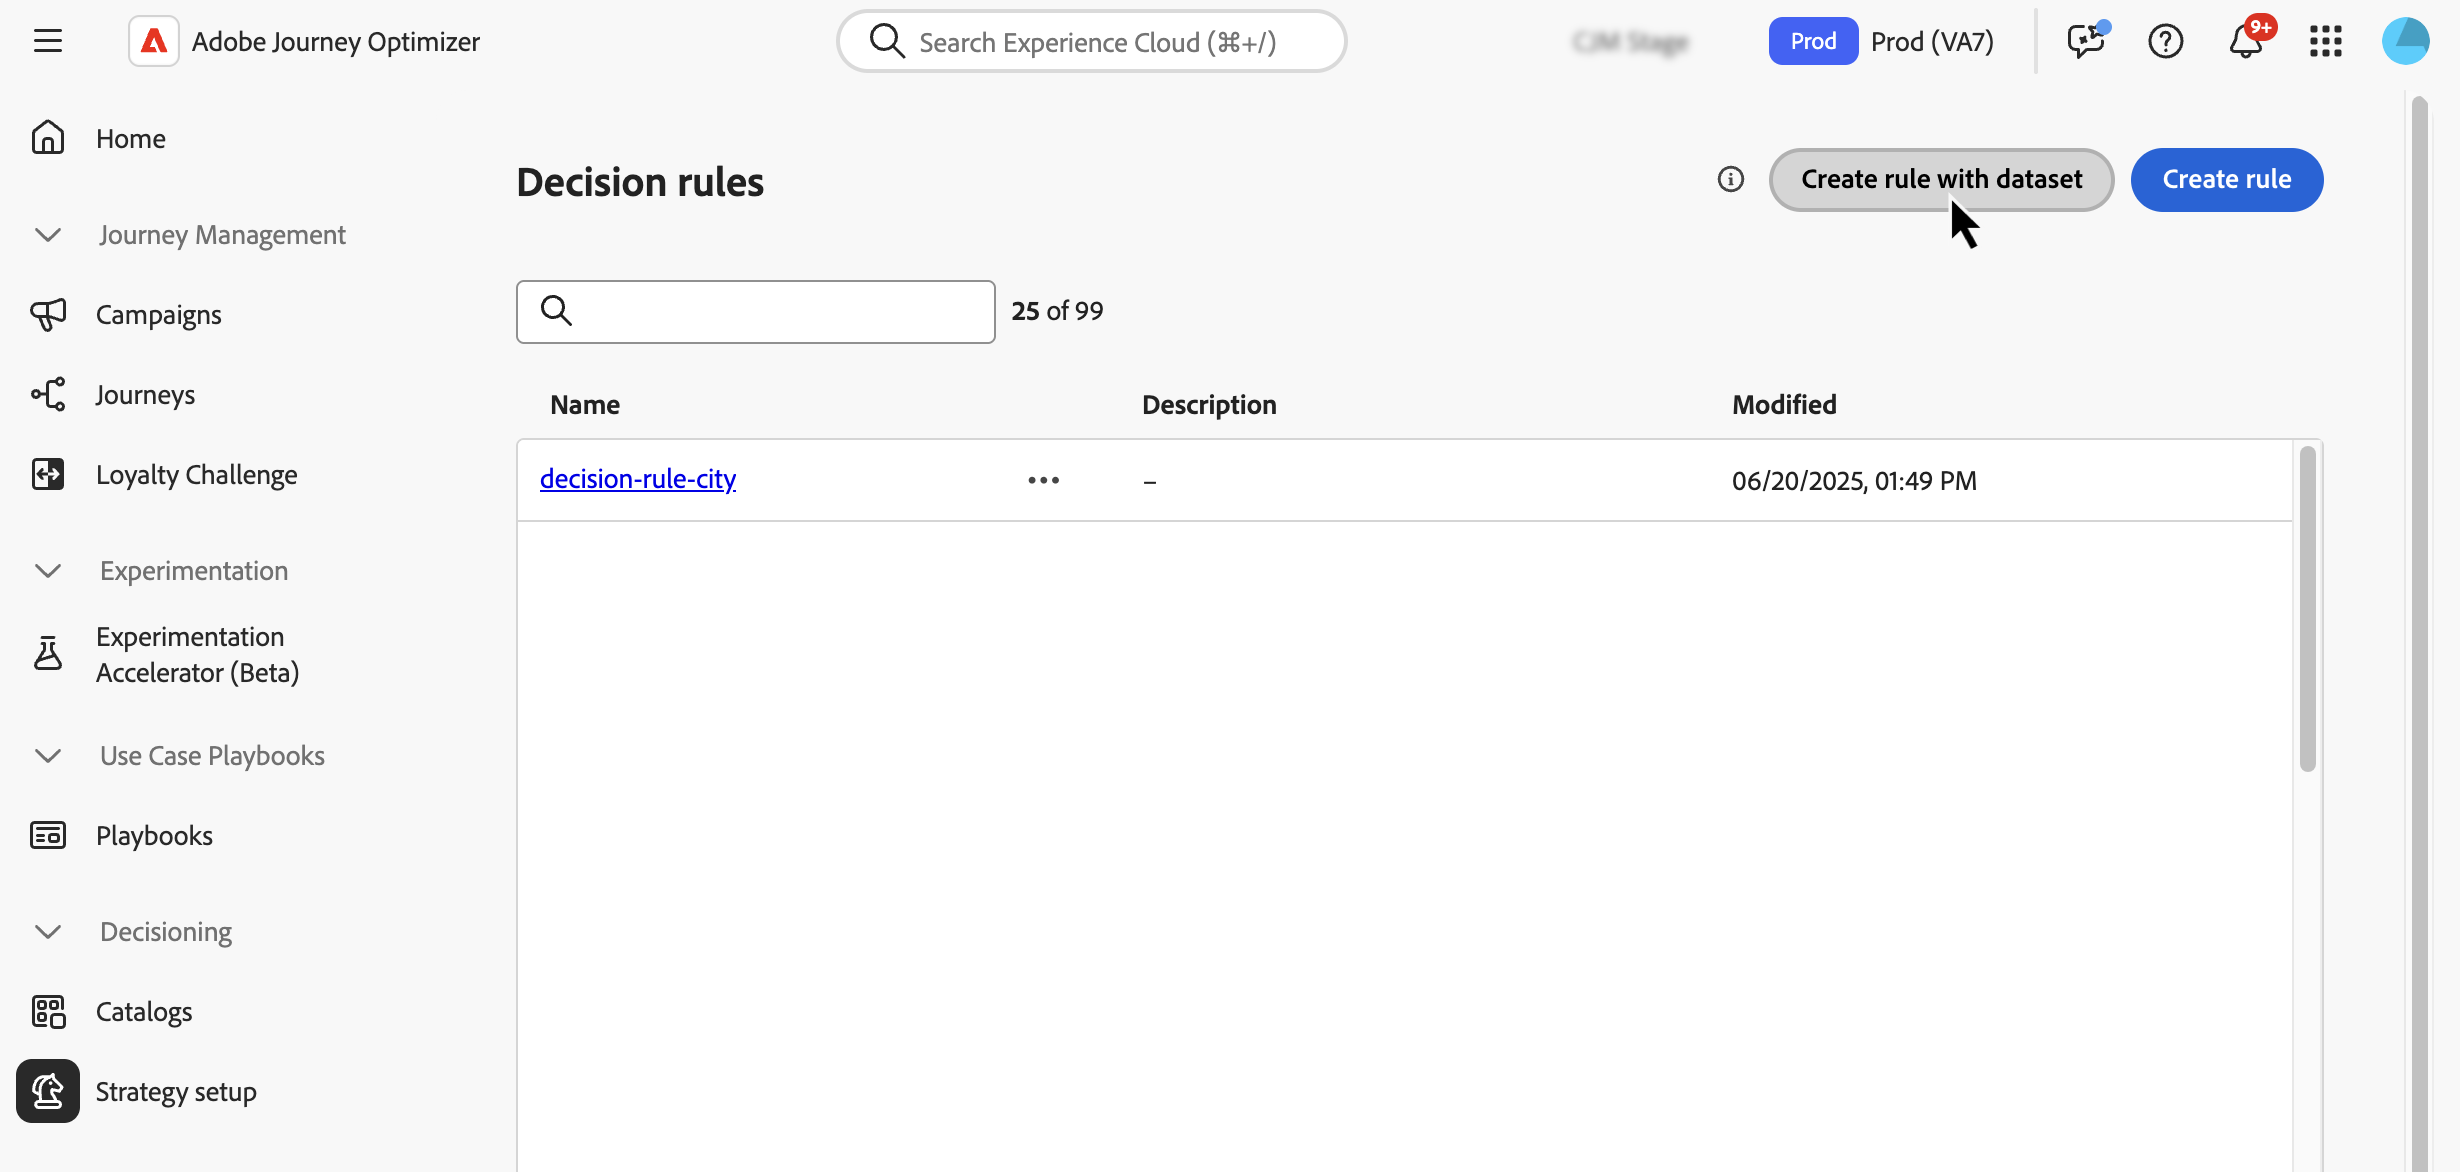 Adobe Journey Optimizer
Search Experience Cloud (⌘+/)
Prod
Prod (VA7)
9+
Home
Journey Management
Campaigns
Journeys
Loyalty Challenge
Experimentation
Experimentation
Accelerator (Beta)
Use Case Playbooks
Playbooks
Decisioning
Catalogs
Strategy setup
Decision rules
Create rule with dataset
Create rule
25 of 99
Name
Description
Modified
decision-rule-city
–
06/20/2025, 01:49 PM